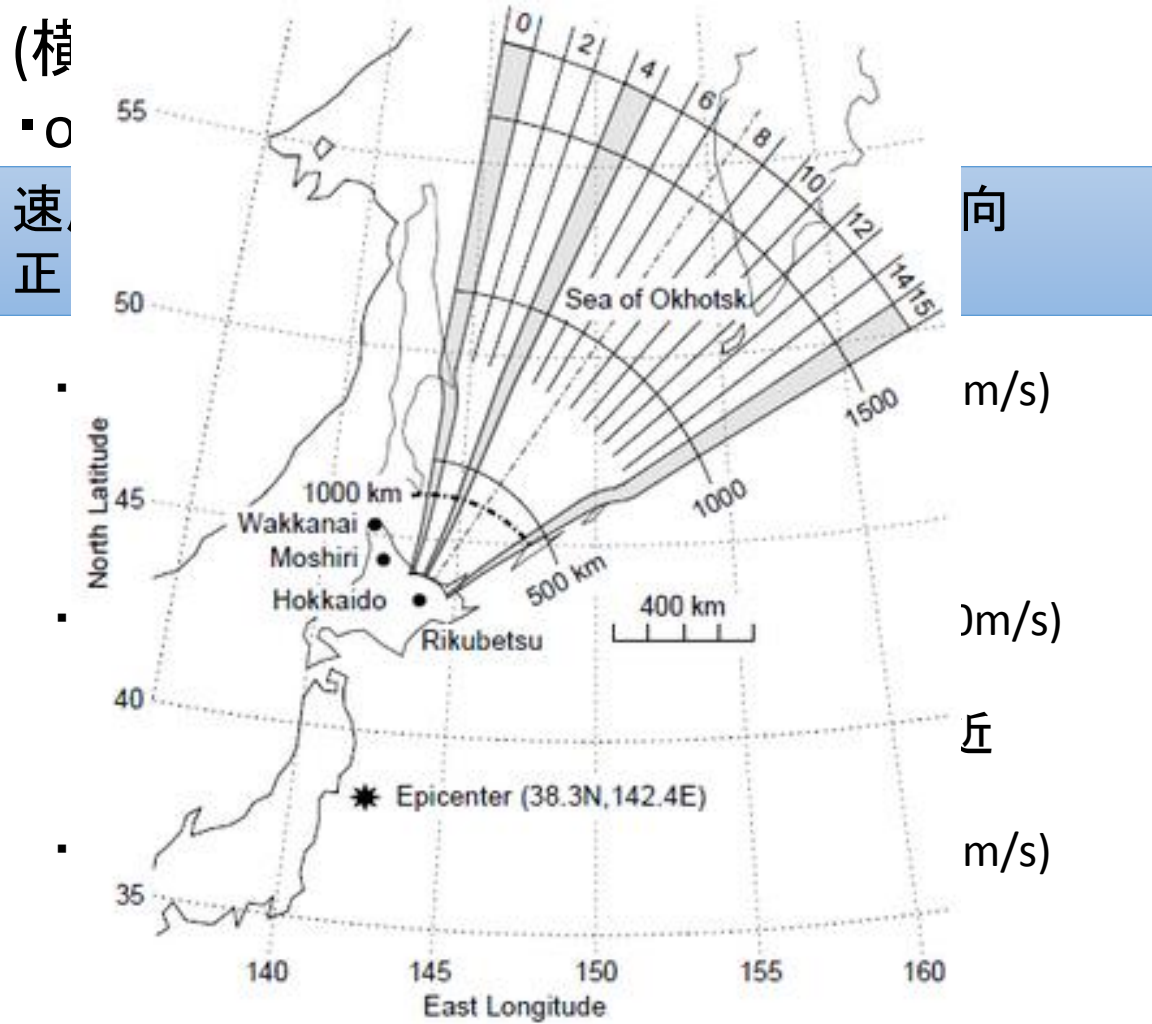 (横
▪o
速
向
正
m/s)
0m/s)
近
m/s)
0
2
4
6
8
10
12
14
15
55
50
45
40
35
North Latitude
Sea of Okhotsk
1500
1000
500 km
1000 km
Wakkanai
Moshiri
Hokkaido
Rikubetsu
400 km
Epicenter (38.3N,142.4E)
140
145
150
155
160
East Longitude